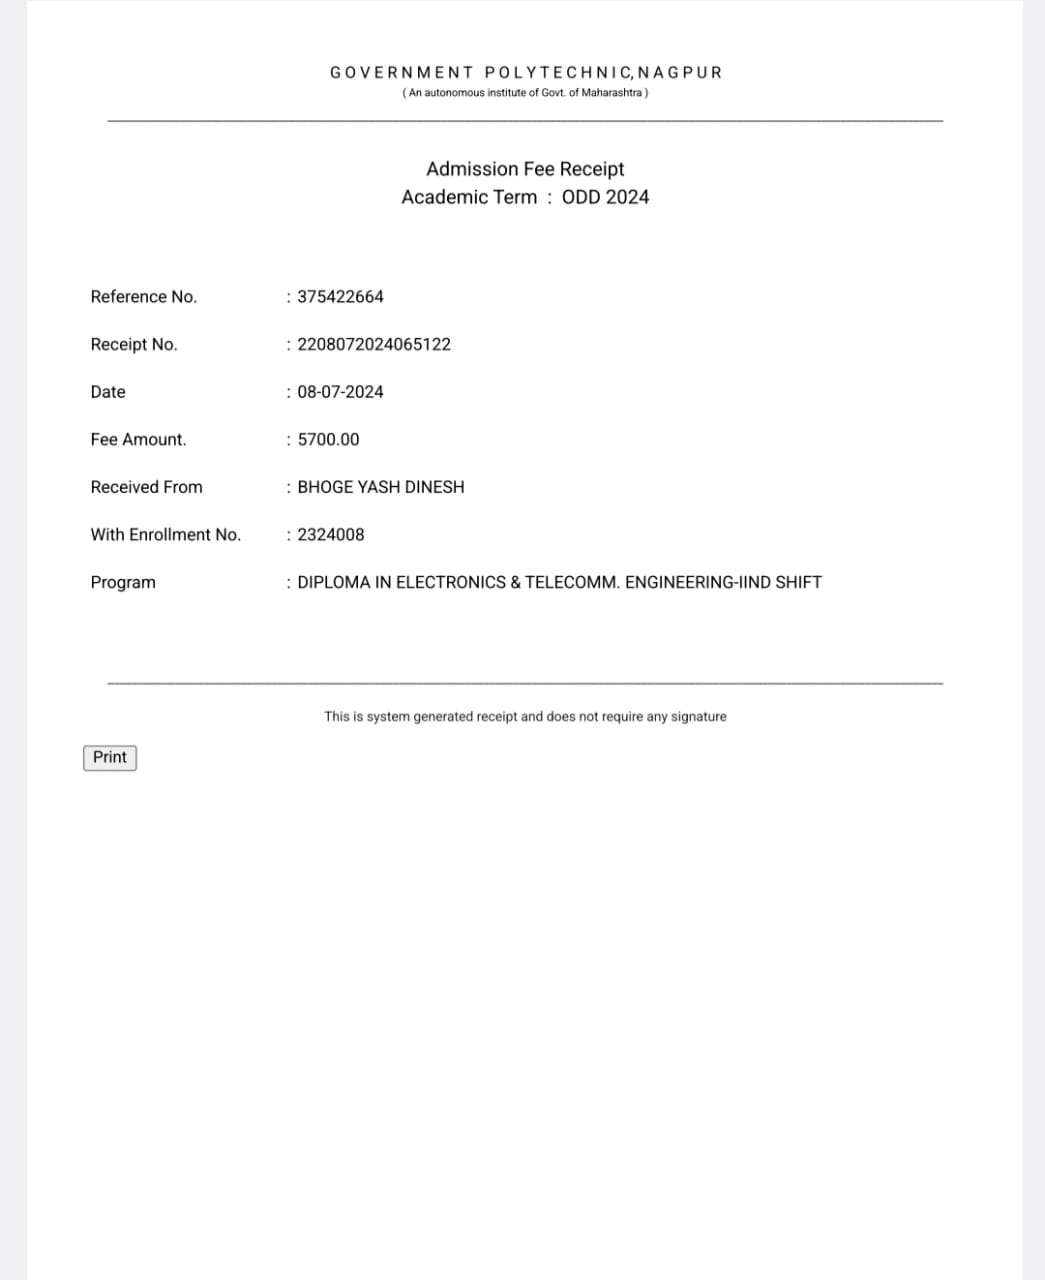 GOVERNMENT POLYTECHNIC,NAGPUR
( An autonomous institute of Govt. of Maharashtra )
Admission Fee Receipt
Academic Term : ODD 2024
Reference No. : 375422664
Receipt No. : 2208072024065122
Date : 08-07-2024
Fee Amount. : 5700.00
Received From : BHOGE YASH DINESH
With Enrollment No. : 2324008
Program : DIPLOMA IN ELECTRONICS & TELECOMM. ENGINEERING-IIND SHIFT
This is system generated receipt and does not require any signature
Print